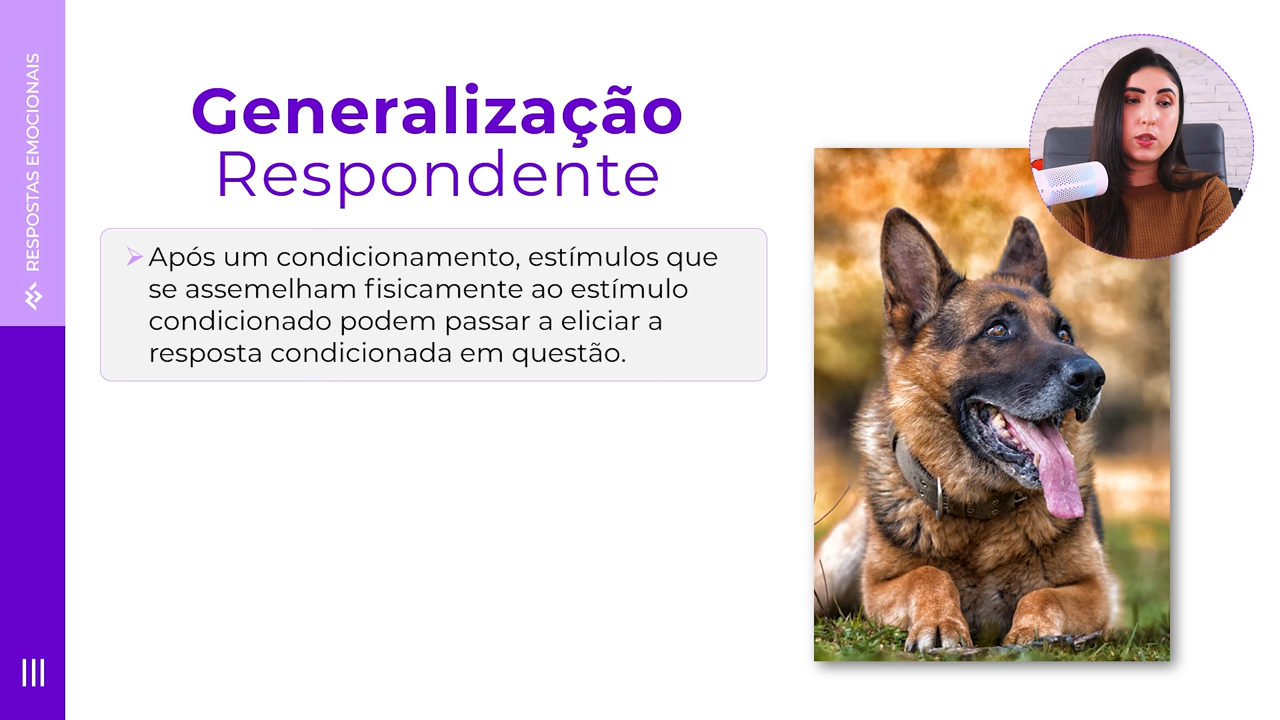 RESPOSTAS EMOCIONAIS
Generalização
Respondente
Após um condicionamento, estímulos que
se assemelham fisicamente ao estímulo
condicionado podem passar a eliciar a
resposta condicionada em questão.